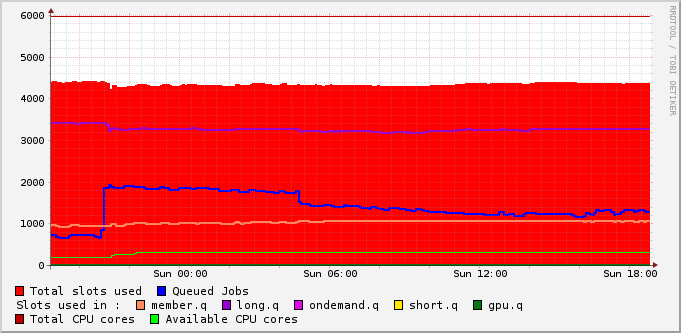 RRDTOOL / TOBI OETIKER
6000
5000
4000
3000
2000
1000
0
Sun 00:00 Sun 06:00 Sun 12:00 Sun 18:00
Total slots used Queued Jobs
Slots used in : member.q long.q ondemand.q short.q gpu.q
Total CPU cores Available CPU cores